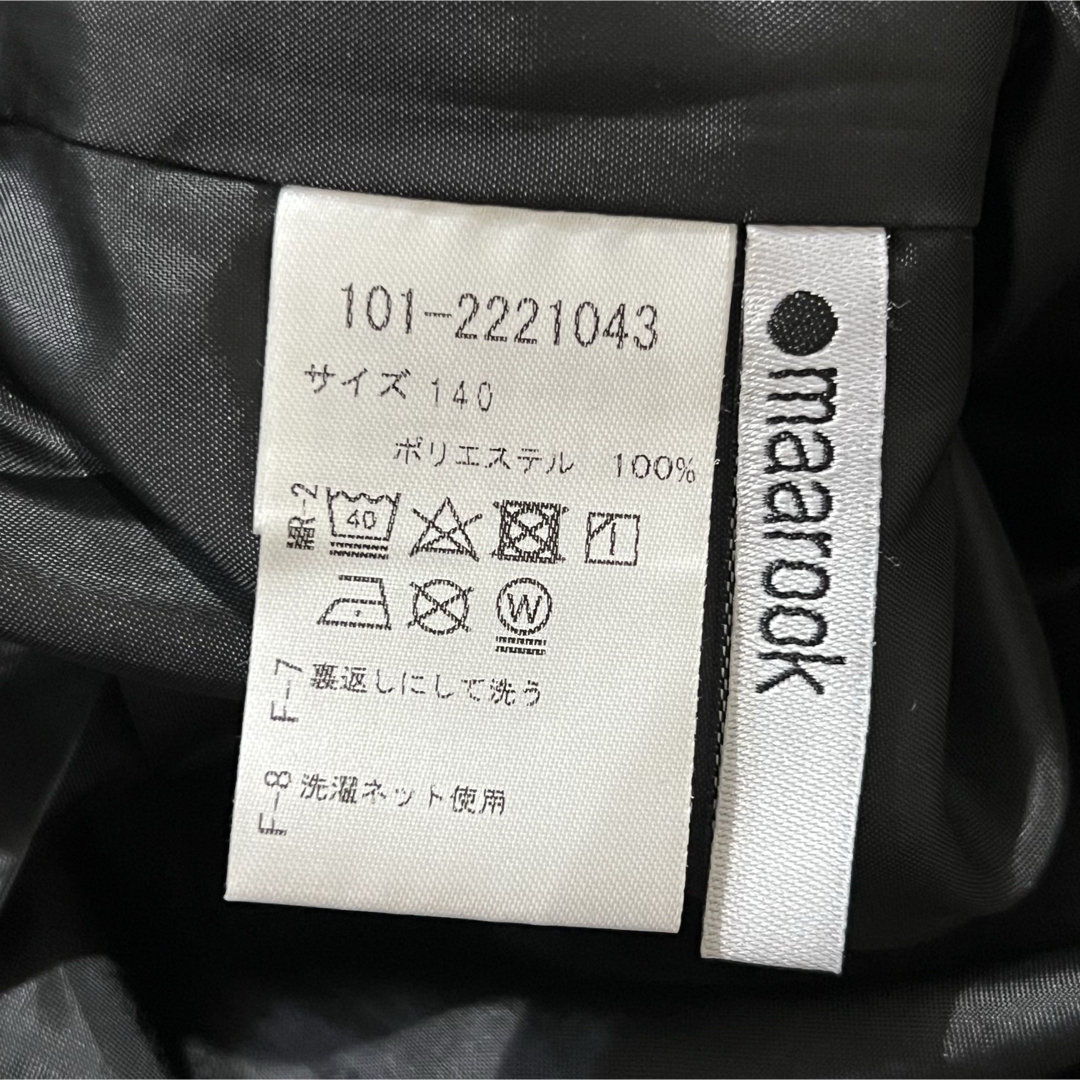 101-2221043
サイズ 140
ポリエステル 100%
40
W
F-7 裏返しにして洗う
F-8 洗濯ネット使用
maarook